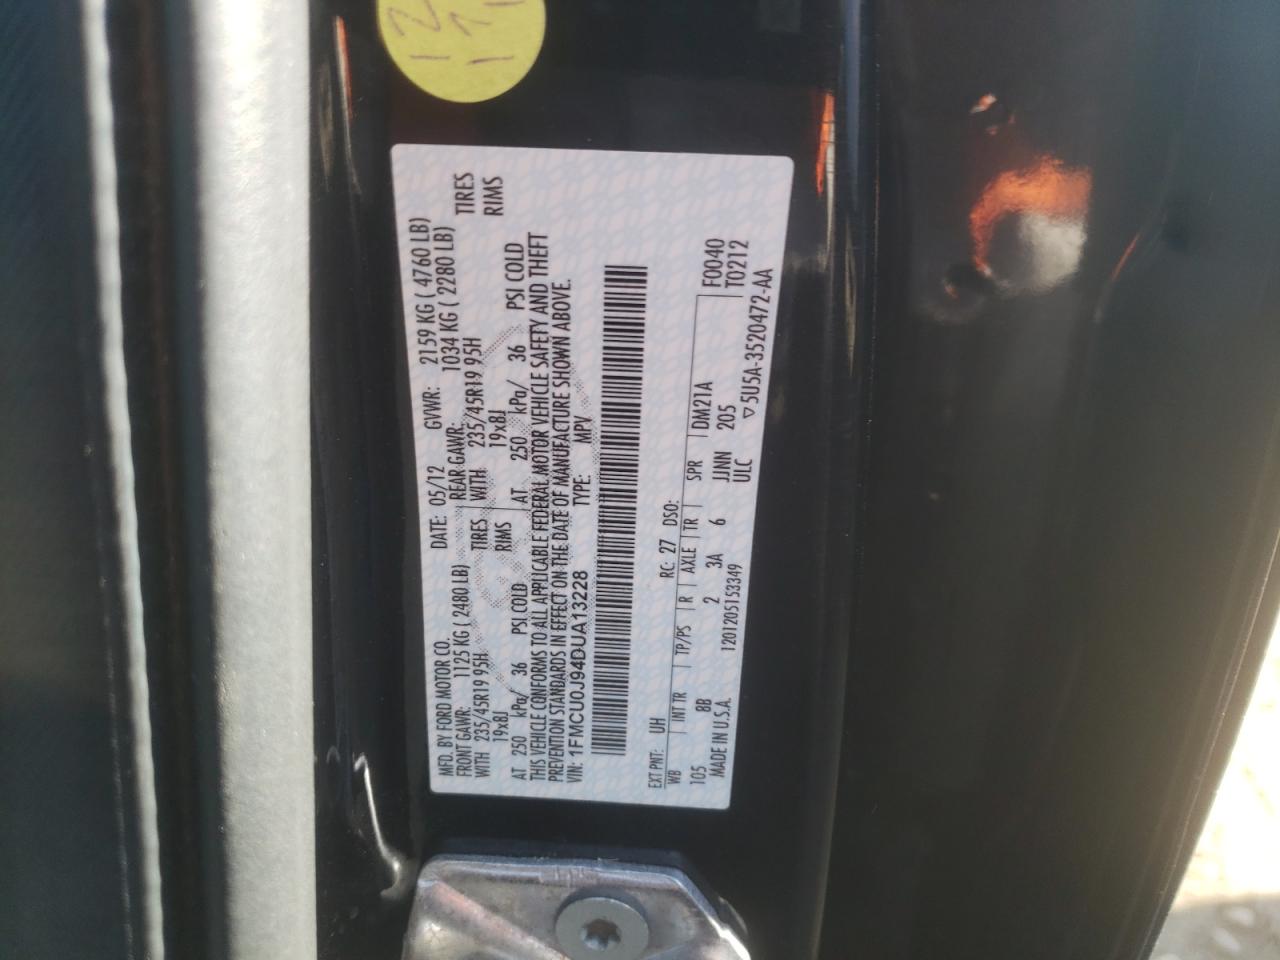 12
11
MFD. BY FORD MOTOR CO.
DATE: 05/12 GVWR: 2159 KG ( 4760 LB)
FRONT GAWR: 1125 KG ( 2480 LB) REAR GAWR: 1034 KG ( 2280 LB)
WITH 235/45R19 95H TIRES WITH 235/45R19 95H TIRES
19x8J RIMS 19x8J RIMS
AT 250 kPa/ 36 PSI COLD AT 250 kPa/ 36 PSI COLD
THIS VEHICLE CONFORMS TO ALL APPLICABLE FEDERAL MOTOR VEHICLE SAFETY AND THEFT
PREVENTION STANDARDS IN EFFECT ON THE DATE OF MANUFACTURE SHOWN ABOVE.
VIN: 1FMCU0J94DUA13228 TYPE: MPV
EXT PNT: UH RC: 27 DSO: F0040
WB INT TR TP/PS R AXLE TR SPR DM21A T0212
105 8B 2 3A 6 JJNN 205
MADE IN U.S.A. 1201205153349 ULC ▽5U5A-3520472-AA